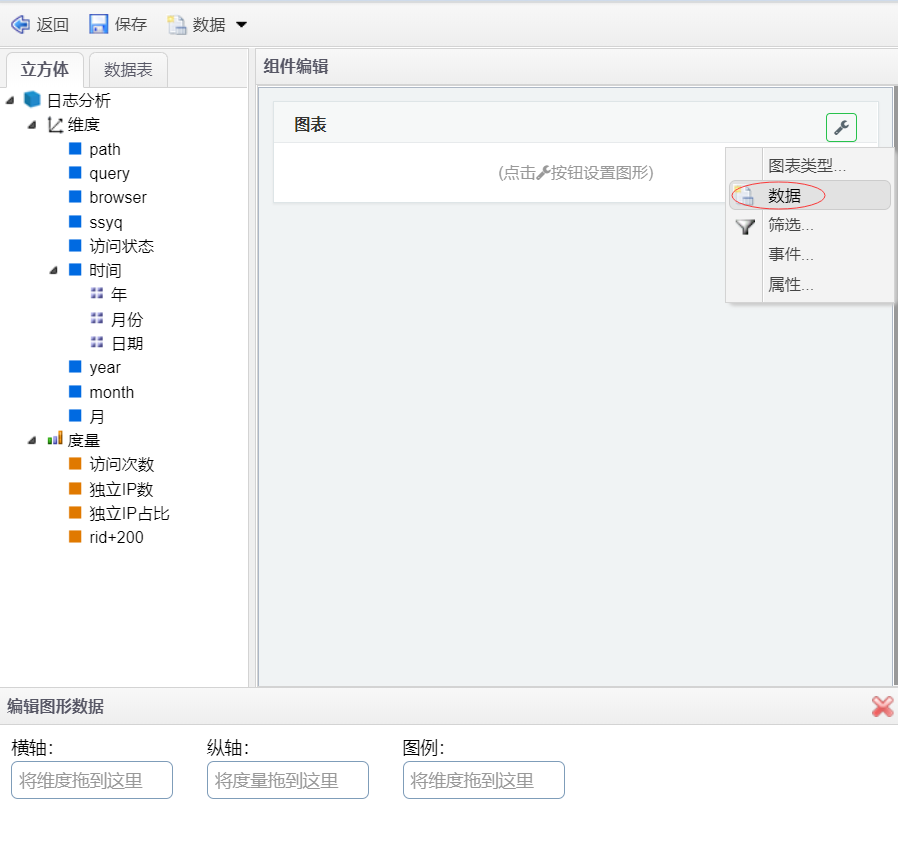 返回 保存 数据
立方体 数据表
组件编辑
日志分析
维度
path
query
browser
ssyq
访问状态
时间
年
月份
日期
year
month
月
度量
访问次数
独立IP数
独立IP占比
rid+200
图表
(点击按钮设置图形)
图表类型...
数据
筛选...
事件...
属性...
编辑图形数据
横轴: 纵轴: 图例:
将维度拖到这里 将度量拖到这里 将维度拖到这里